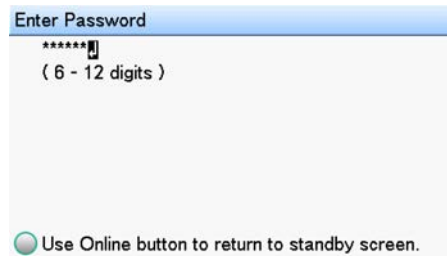 Enter Password
******
( 6 - 12 digits )
Use Online button to return to standby screen.